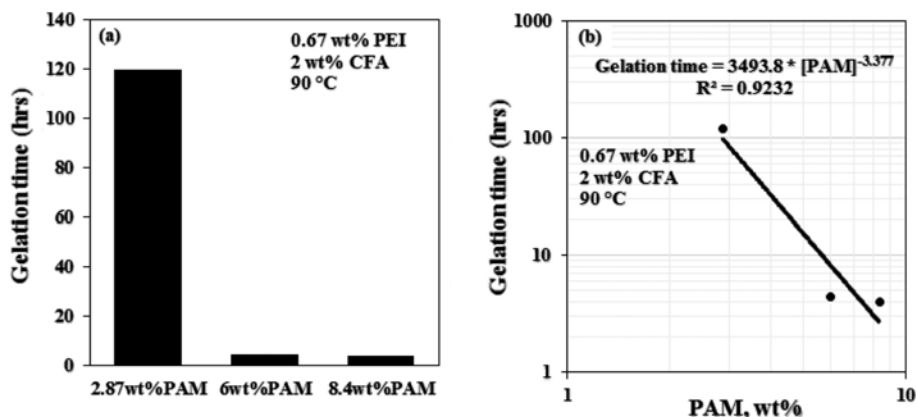 (a)
0.67 wt% PEI
2 wt% CFA
90 °C
Gelation time (hrs)
140
120
100
80
60
40
20
0
2.87wt%PAM 6wt%PAM 8.4wt%PAM
(b)
Gelation time = 3493.8 * [PAM]^-3.377
R² = 0.9232
0.67 wt% PEI
2 wt% CFA
90 °C
Gelation time (hrs)
1000
100
10
1
1 10
PAM, wt%